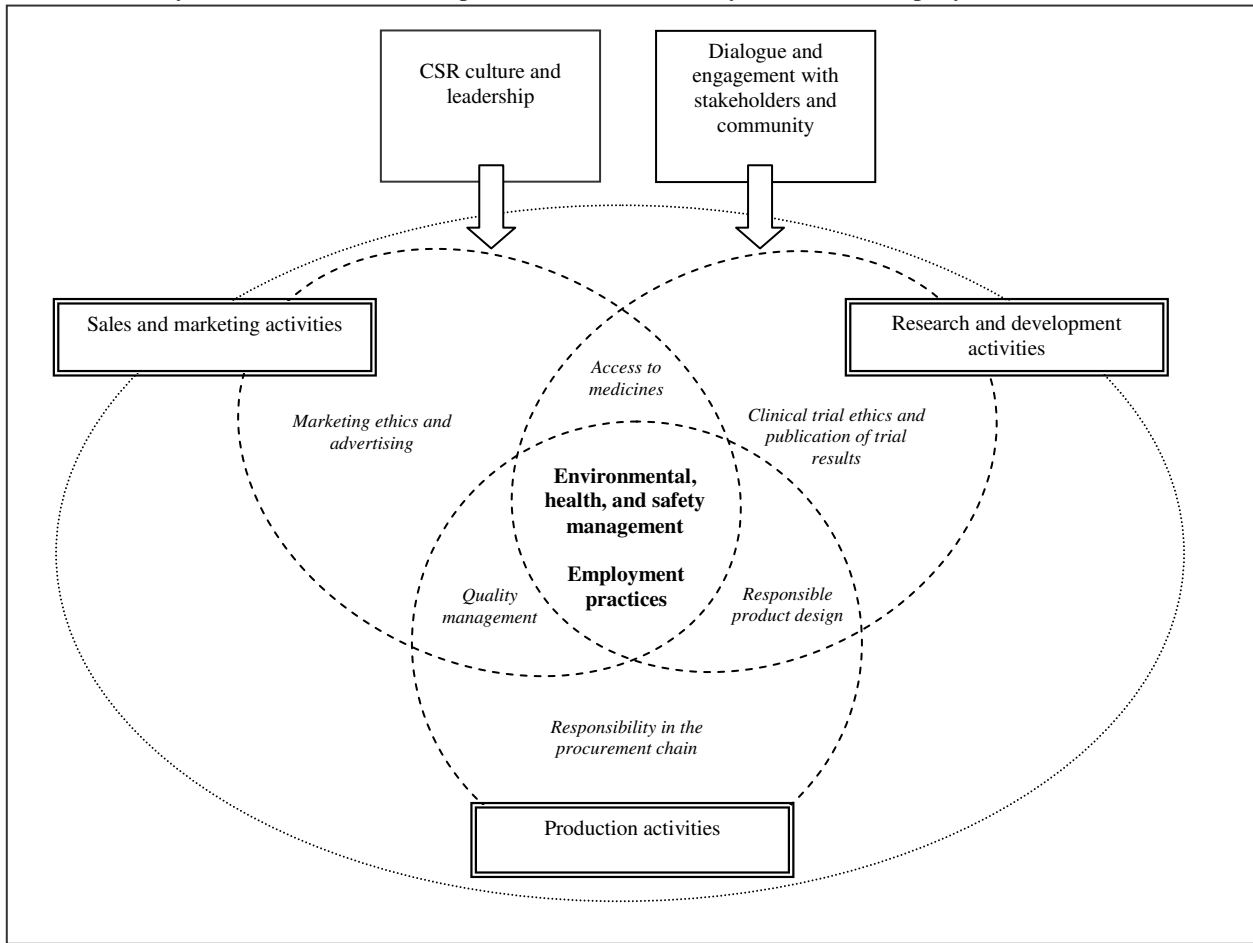 CSR culture and
leadership
Dialogue and
engagement with
stakeholders and
community
Sales and marketing activities
Research and development
activities
Access to
medicines
Marketing ethics and
advertising
Clinical trial ethics and
publication of trial
results
Environmental,
health, and safety
management
Employment
practices
Quality
management
Responsible
product design
Responsibility in the
procurement chain
Production activities